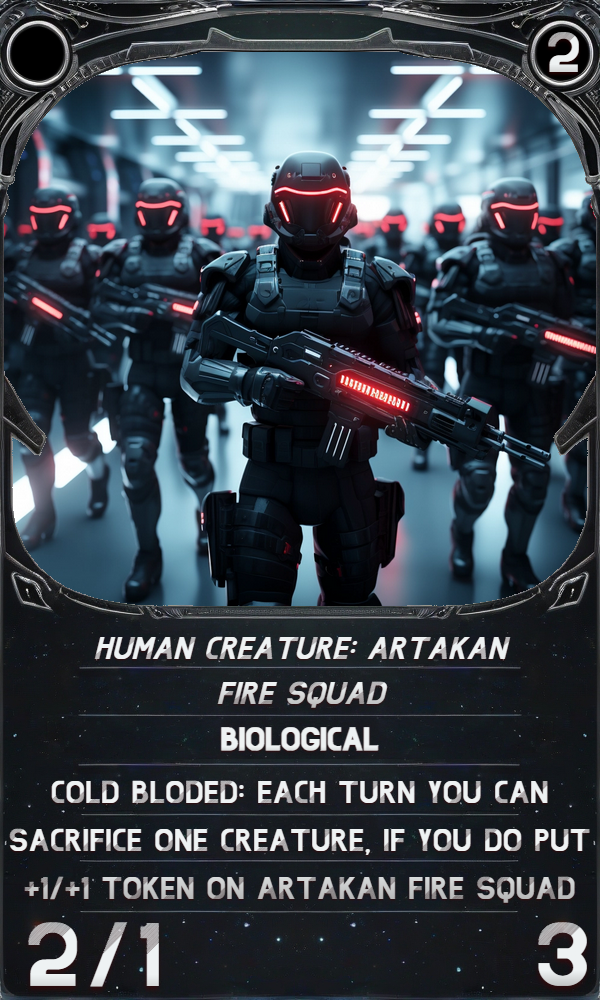 2
HUMAN CREATURE: ARTAKAN
FIRE SQUAD
BIOLOGICAL
COLD BLODED: EACH TURN YOU CAN
SACRIFICE ONE CREATURE, IF YOU DO PUT
+1/+1 TOKEN ON ARTAKAN FIRE SQUAD
2/1
3